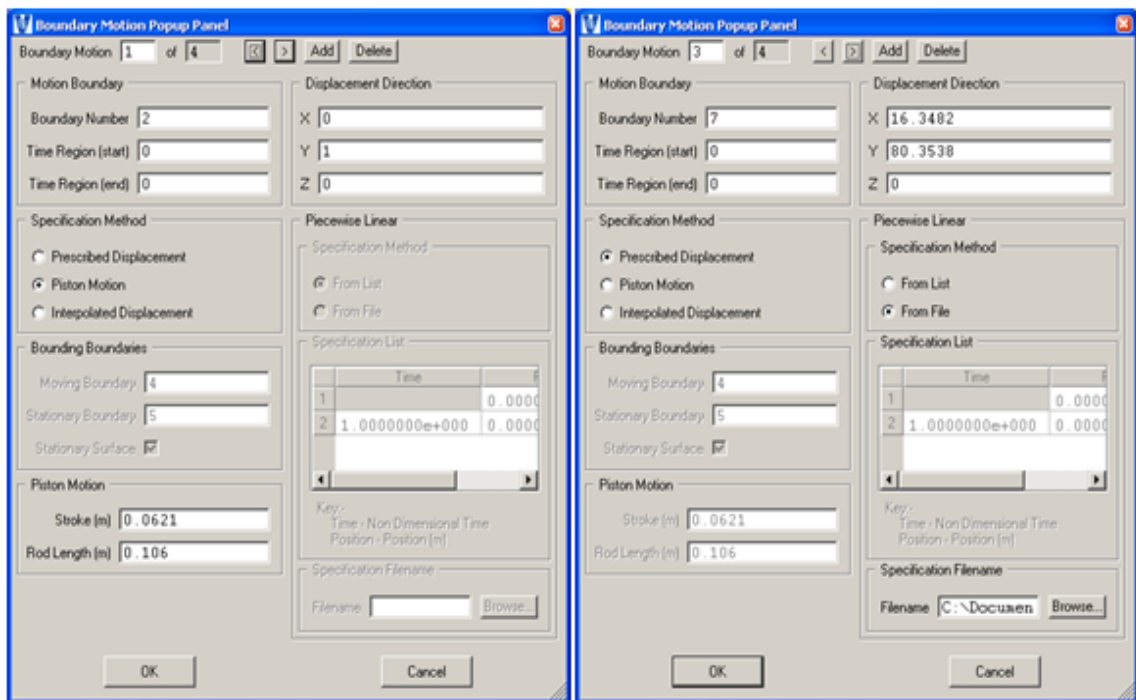 Boundary Motion Popup Panel
Boundary Motion 1 of 4 < > Add Delete
Motion Boundary
Boundary Number 2
Time Region (start) 0
Time Region (end) 0
Displacement Direction
X 0
Y 1
Z 0
Specification Method
Prescribed Displacement
Piston Motion
Interpolated Displacement
Piecewise Linear
Specification Method
From List
From File
Bounding Boundaries
Moving Boundary 4
Stationary Boundary 5
Stationary Surface
Specification List
Time
1 0.0000
2 1.0000000e+000 0.0000
Piston Motion
Stroke (m) 0.0621
Rod Length (m) 0.106
Key:-
Time - Non Dimensional Time
Position - Position (m)
Specification Filename
Filename Browse...
OK Cancel
Boundary Motion Popup Panel
Boundary Motion 3 of 4 < > Add Delete
Motion Boundary
Boundary Number 7
Time Region (start) 0
Time Region (end) 0
Displacement Direction
X 16.3482
Y 80.3538
Z 0
Specification Method
Prescribed Displacement
Piston Motion
Interpolated Displacement
Piecewise Linear
Specification Method
From List
From File
Bounding Boundaries
Moving Boundary 4
Stationary Boundary 5
Stationary Surface
Specification List
Time
1 0.0000
2 1.0000000e+000 0.0000
Piston Motion
Stroke (m) 0.0621
Rod Length (m) 0.106
Key:-
Time - Non Dimensional Time
Position - Position (m)
Specification Filename
Filename C:\Documen Browse...
OK Cancel